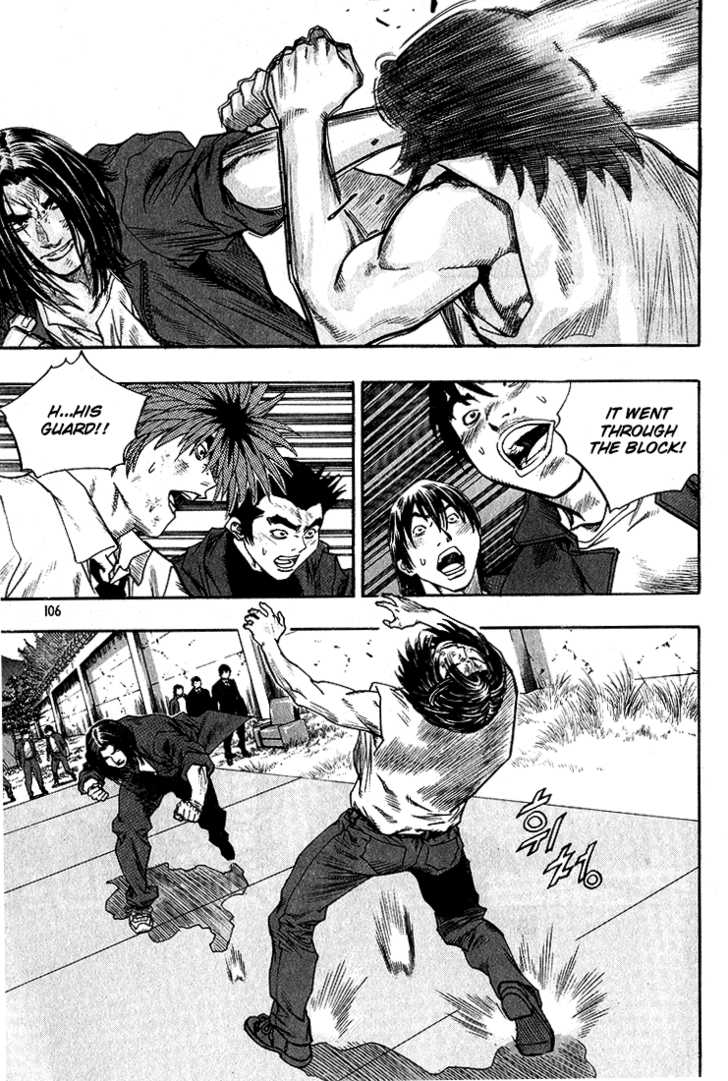 H...HIS
GUARD!!
IT WENT
THROUGH
THE BLOCK!
106
휘
청